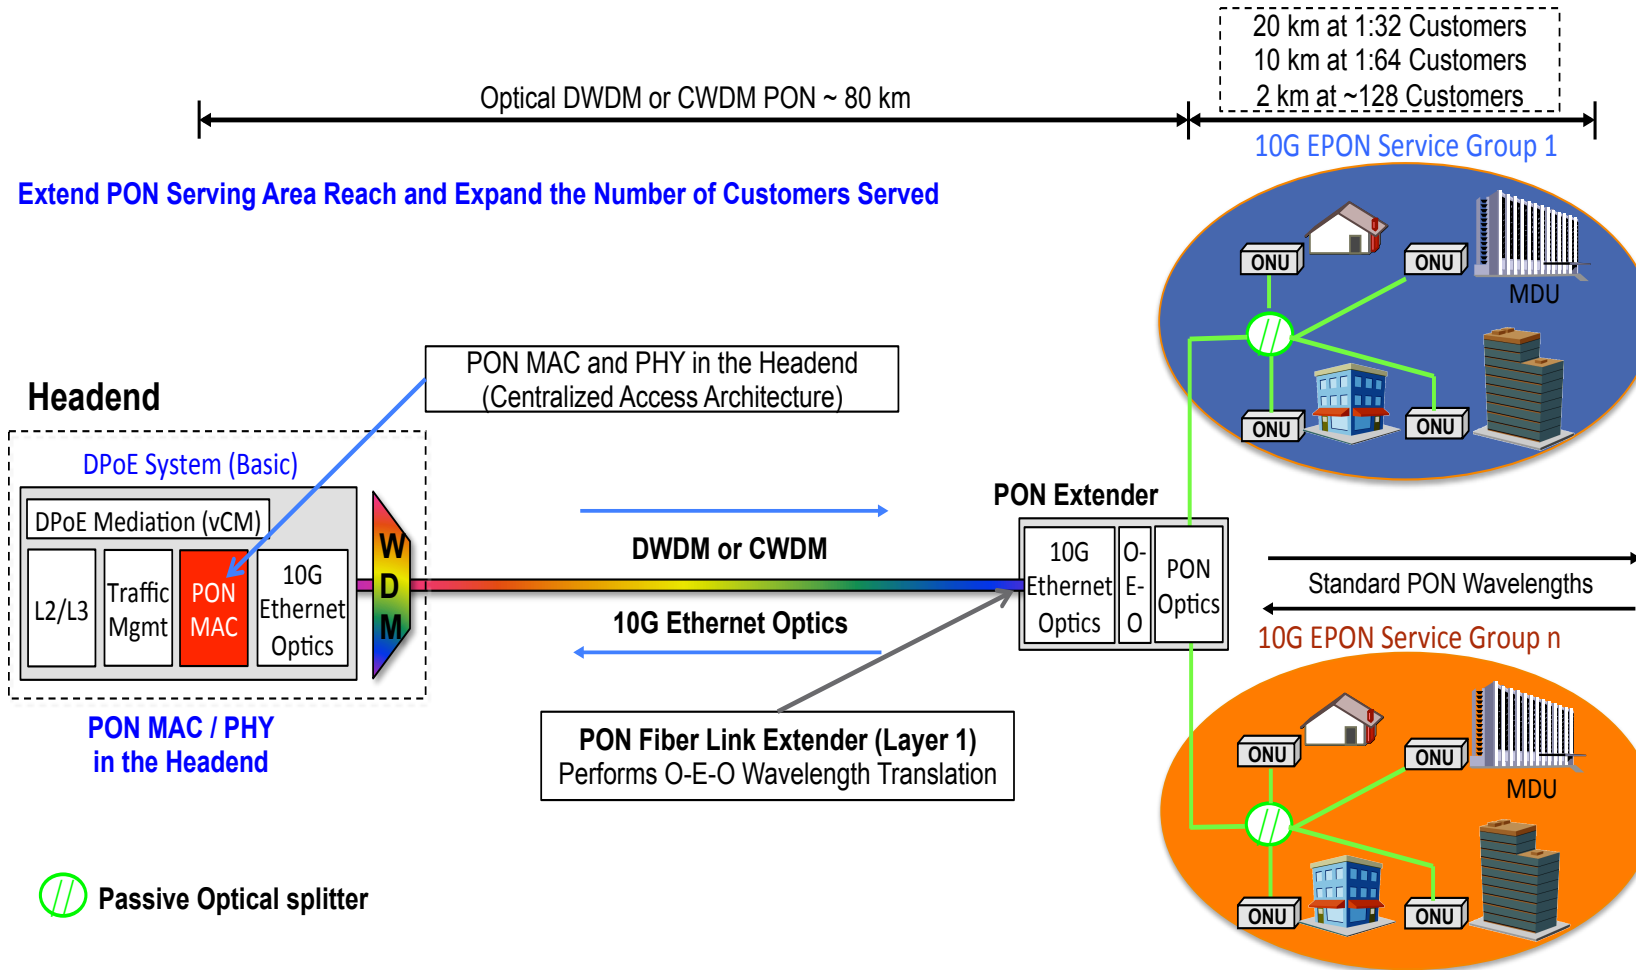 20 km at 1:32 Customers
10 km at 1:64 Customers
2 km at ~128 Customers
Optical DWDM or CWDM PON ~ 80 km
10G EPON Service Group 1
Extend PON Serving Area Reach and Expand the Number of Customers Served
ONU
ONU
MDU
ONU
ONU
PON MAC and PHY in the Headend
(Centralized Access Architecture)
Headend
DPoE System (Basic)
DPoE Mediation (vCM)
L2/L3
Traffic
Mgmt
PON
MAC
10G
Ethernet
Optics
W
D
M
PON MAC / PHY
in the Headend
DWDM or CWDM
10G Ethernet Optics
PON Extender
10G
Ethernet
Optics
O-
E-
O
PON
Optics
Standard PON Wavelengths
PON Fiber Link Extender (Layer 1)
Performs O-E-O Wavelength Translation
10G EPON Service Group n
ONU
ONU
MDU
ONU
ONU
Passive Optical splitter